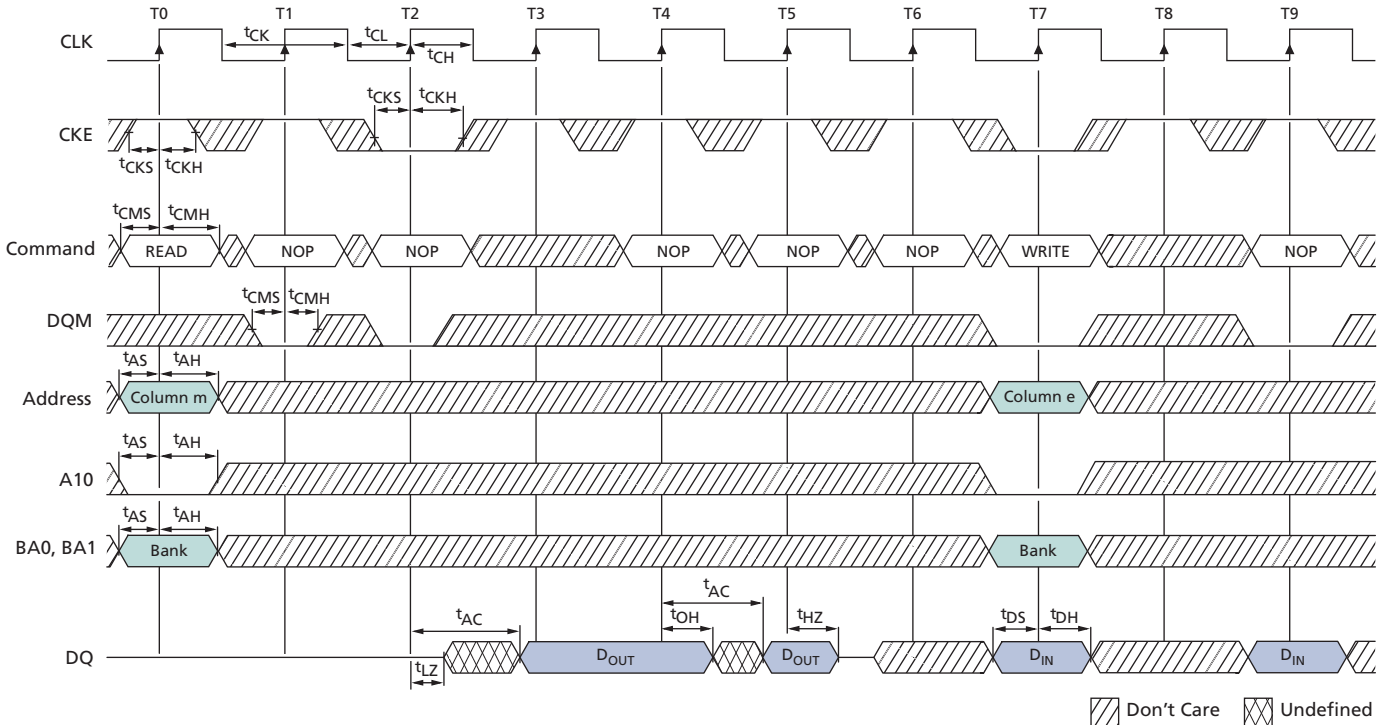 T0 T1 T2 T3 T4 T5 T6 T7 T8 T9
CLK tCK tCL tCH
tCKS tCKH
CKE
tCKS tCKH
tCMS tCMH
Command READ NOP NOP NOP NOP NOP WRITE NOP
tCMS tCMH
DQM
tAS tAH
Address Column m Column e
tAS tAH
A10
tAS tAH
BA0, BA1 Bank Bank
tAC tAC tOH tHZ tDS tDH
DQ DOUT DOUT DIN DIN
tLZ
Don't Care Undefined